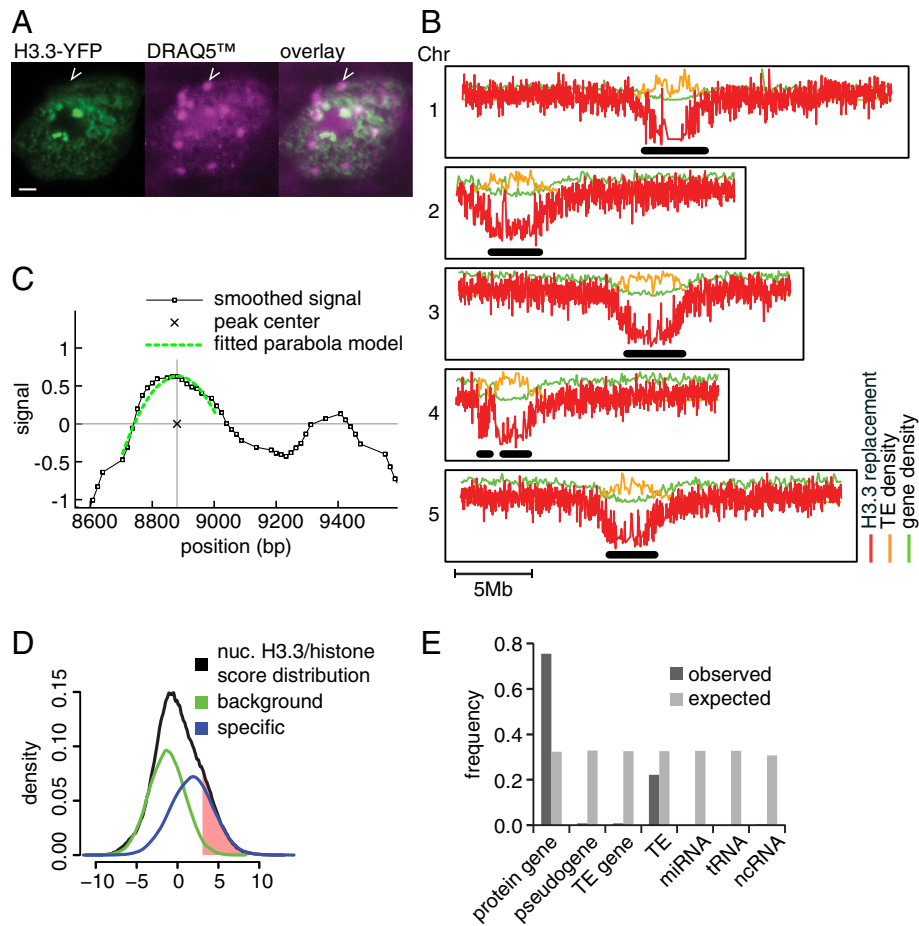 A
H3.3-YFP
DRAQ5™
overlay
B
Chr
1
2
3
4
5
5Mb
H3.3 replacement
TE density
gene density
C
smoothed signal
peak center
fitted parabola model
signal
1
0.5
0
-0.5
-1
8600
8800
9000
9200
9400
position (bp)
D
nuc. H3.3/histone
score distribution
background
specific
density
0.15
0.10
0.05
0.00
−10
−5
0
5
10
E
observed
expected
frequency
0.8
0.6
0.4
0.2
0.0
protein gene
pseudogene
TE gene
TE
miRNA
tRNA
ncRNA